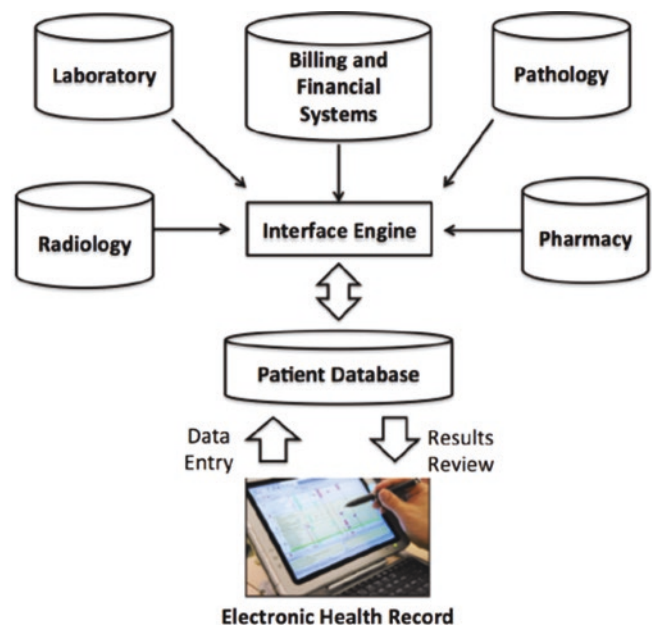 Laboratory
Billing and
Financial
Systems
Pathology
Radiology
Interface Engine
Pharmacy
Patient Database
Data
Entry
Results
Review
Electronic Health Record